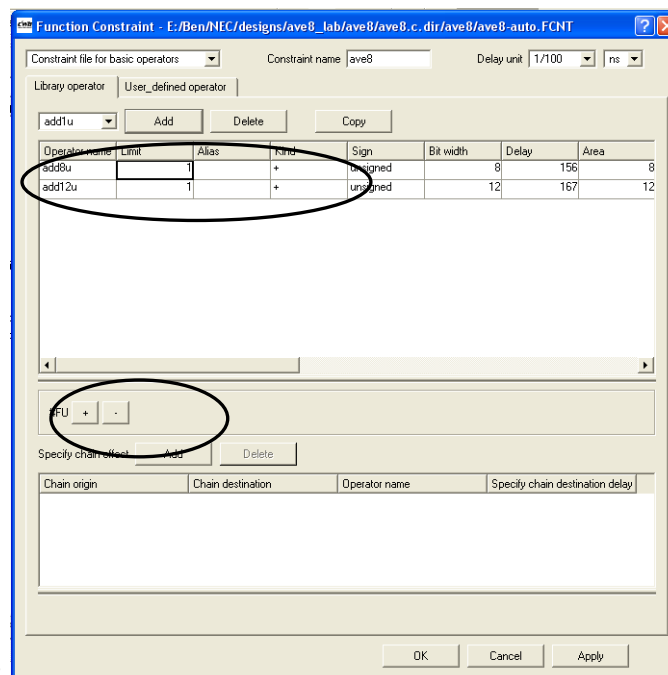 Function Constraint - E:/Ben/NEC/designs/ave8_lab/ave8/ave8.c.dir/ave8/ave8-auto.FCNT
Constraint file for basic operators Constraint name ave8 Delay unit 1/100 ns
Library operator User_defined operator
add1u Add Delete Copy
Operator name Limit Alias Kind Sign Bit width Delay Area
add8u 1 + unsigned 8 156 8
add12u 1 + unsigned 12 167 12
#FU + -
Specify chain effect Add Delete
Chain origin Chain destination Operator name Specify chain destination delay
OK Cancel Apply